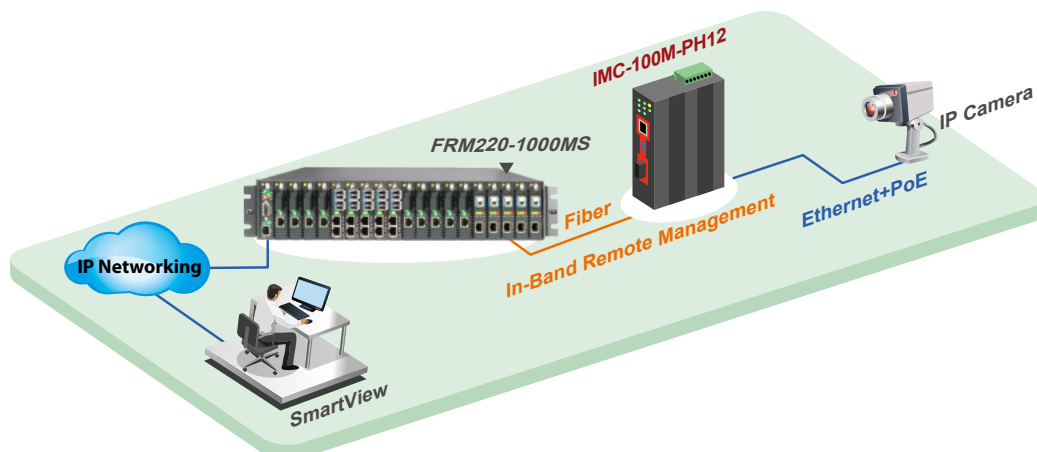 IMC-100M-PH12
IP Camera
FRM220-1000MS
Ethernet+PoE
Fiber
In-Band Remote Management
IP Networking
SmartView